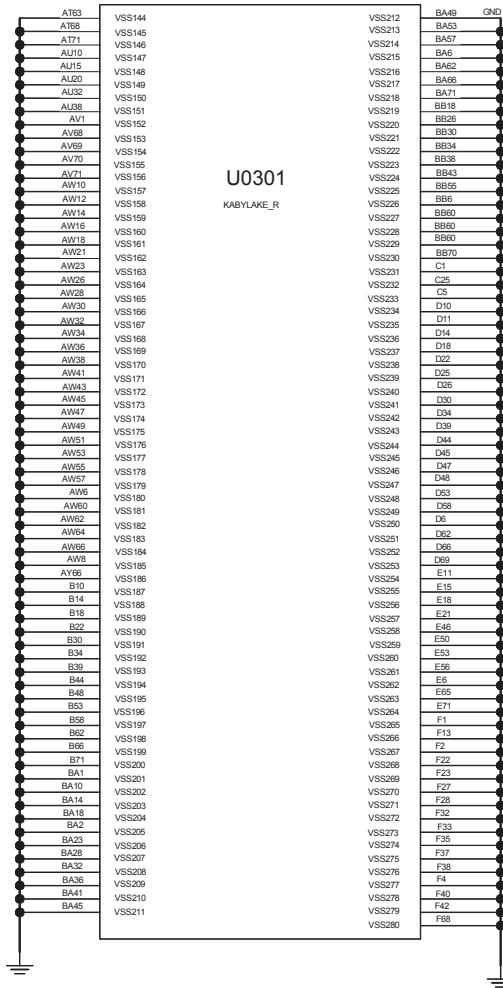 AT63 VSS144
AT68 VSS145
AT71 VSS146
AU10 VSS147
AU15 VSS148
AU20 VSS149
AU32 VSS150
AU38 VSS151
AV1 VSS152
AV68 VSS153
AV69 VSS154
AV70 VSS155
AV71 VSS156
AW10 VSS157
AW12 VSS158
AW14 VSS159
AW16 VSS160
AW18 VSS161
AW21 VSS162
AW23 VSS163
AW26 VSS164
AW28 VSS165
AW30 VSS166
AW32 VSS167
AW34 VSS168
AW36 VSS169
AW38 VSS170
AW41 VSS171
AW43 VSS172
AW45 VSS173
AW47 VSS174
AW49 VSS175
AW51 VSS176
AW53 VSS177
AW55 VSS178
AW57 VSS179
AW6 VSS180
AW60 VSS181
AW62 VSS182
AW64 VSS183
AW66 VSS184
AW8 VSS185
AY66 VSS186
B10 VSS187
B14 VSS188
B18 VSS189
B22 VSS190
B30 VSS191
B34 VSS192
B39 VSS193
B44 VSS194
B48 VSS195
B53 VSS196
B58 VSS197
B62 VSS198
B66 VSS199
B71 VSS200
BA1 VSS201
BA10 VSS202
BA14 VSS203
BA18 VSS204
BA2 VSS205
BA23 VSS206
BA28 VSS207
BA32 VSS208
BA36 VSS209
BA41 VSS210
BA45 VSS211
U0301
KABYLAKE_R
VSS212 BA49 GND
VSS213 BA53
VSS214 BA57
VSS215 BA6
VSS216 BA62
VSS217 BA66
VSS218 BA71
VSS219 BB18
VSS220 BB26
VSS221 BB30
VSS222 BB34
VSS223 BB38
VSS224 BB43
VSS225 BB55
VSS226 BB6
VSS227 BB60
VSS228 BB60
VSS229 BB60
VSS230 BB70
VSS231 C1
VSS232 C25
VSS233 C5
VSS234 D10
VSS235 D11
VSS236 D14
VSS237 D18
VSS238 D22
VSS239 D25
VSS240 D26
VSS241 D30
VSS242 D34
VSS243 D39
VSS244 D44
VSS245 D45
VSS246 D47
VSS247 D48
VSS248 D53
VSS249 D58
VSS250 D6
VSS251 D62
VSS252 D66
VSS253 D69
VSS254 E11
VSS255 E15
VSS256 E18
VSS257 E21
VSS258 E46
VSS259 E50
VSS260 E53
VSS261 E56
VSS262 E6
VSS263 E65
VSS264 E71
VSS265 F1
VSS266 F13
VSS267 F2
VSS268 F22
VSS269 F23
VSS270 F27
VSS271 F28
VSS272 F32
VSS273 F33
VSS274 F35
VSS275 F37
VSS276 F38
VSS277 F4
VSS278 F40
VSS279 F42
VSS280 F68